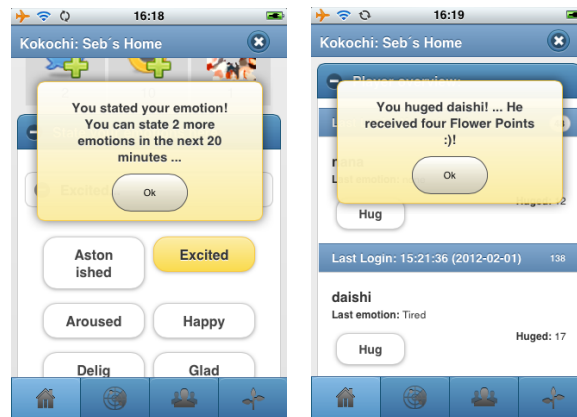 16:18
Kokochi: Seb´s Home
You stated your emotion!
You can state 2 more
emotions in the next 20
minutes ...
Ok
Excited
Aston
ished
Excited
Aroused
Happy
Delig
Glad
16:19
Kokochi: Seb´s Home
Player overview
You huged daishi! ... He
received four Flower Points
:)!
Ok
Hug
Huged: 12
Last Login: 15:21:36 (2012-02-01)
138
daishi
Last emotion: Tired
Huged: 17
Hug